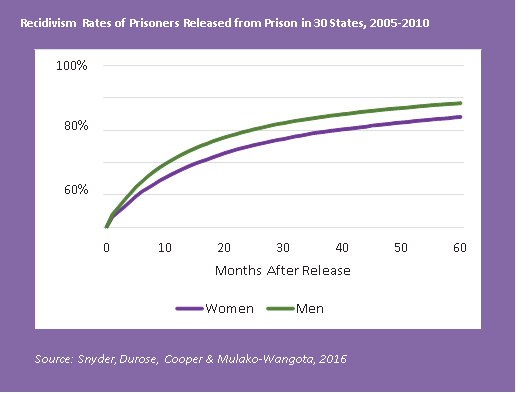 Recidivism Rates of Prisoners Released from Prison in 30 States, 2005-2010
100%
80%
60%
0 10 20 30 40 50 60
Months After Release
Women Men
Source: Snyder, Durose, Cooper & Mulako-Wangota, 2016